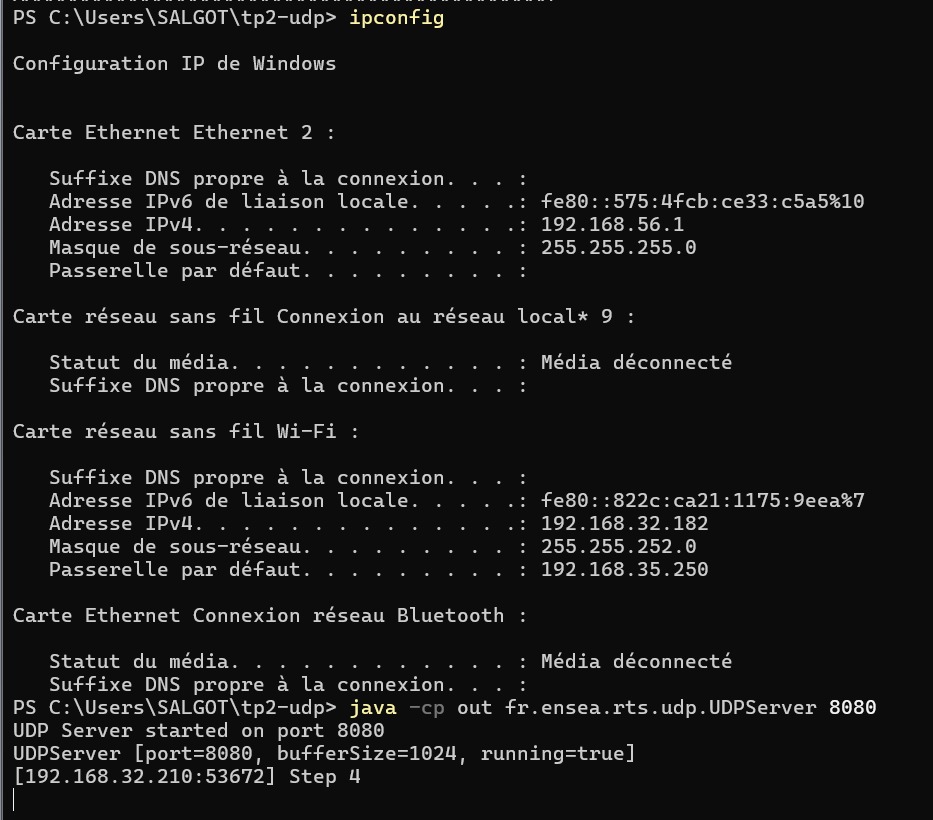 PS C:\Users\SALGOT\tp2-udp> ipconfig
Configuration IP de Windows
Carte Ethernet Ethernet 2 :
Suffixe DNS propre à la connexion. . . :
Adresse IPv6 de liaison locale. . . . .: fe80::575:4fcb:ce33:c5a5%10
Adresse IPv4. . . . . . . . . . . . . .: 192.168.56.1
Masque de sous-réseau. . . . . . . . . : 255.255.255.0
Passerelle par défaut. . . . . . . . . :
Carte réseau sans fil Connexion au réseau local* 9 :
Statut du média. . . . . . . . . . . . : Média déconnecté
Suffixe DNS propre à la connexion. . . :
Carte réseau sans fil Wi-Fi :
Suffixe DNS propre à la connexion. . . :
Adresse IPv6 de liaison locale. . . . .: fe80::822c:ca21:1175:9eea%7
Adresse IPv4. . . . . . . . . . . . . .: 192.168.32.182
Masque de sous-réseau. . . . . . . . . : 255.255.252.0
Passerelle par défaut. . . . . . . . . : 192.168.35.250
Carte Ethernet Connexion réseau Bluetooth :
Statut du média. . . . . . . . . . . . : Média déconnecté
Suffixe DNS propre à la connexion. . . :
PS C:\Users\SALGOT\tp2-udp> java -cp out fr.ensea.rts.udp.UDPServer 8080
UDP Server started on port 8080
UDPServer [port=8080, bufferSize=1024, running=true]
[192.168.32.210:53672] Step 4